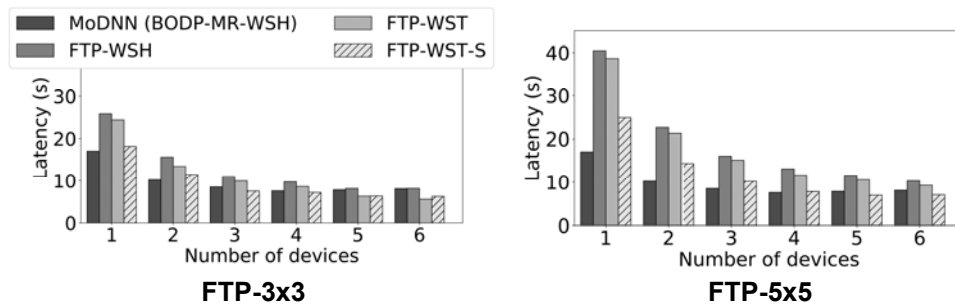 MoDNN (BODP-MR-WSH)
FTP-WST
FTP-WSH
FTP-WST-S
Latency (s)
30
20
10
0
1 2 3 4 5 6
Number of devices
FTP-3x3
Latency (s)
40
30
20
10
0
1 2 3 4 5 6
Number of devices
FTP-5x5